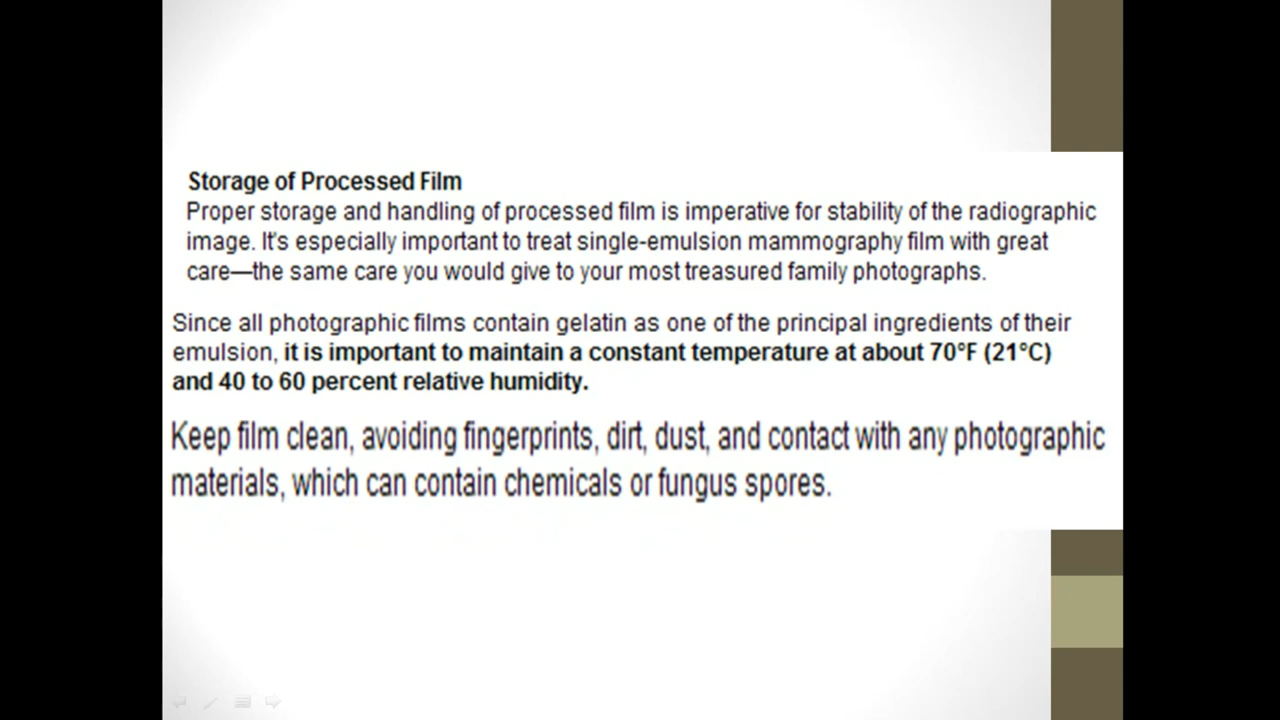 Storage of Processed Film
Proper storage and handling of processed film is imperative for stability of the radiographic
image. It's especially important to treat single-emulsion mammography film with great
care—the same care you would give to your most treasured family photographs.
Since all photographic films contain gelatin as one of the principal ingredients of their
emulsion, it is important to maintain a constant temperature at about 70°F (21°C)
and 40 to 60 percent relative humidity.
Keep film clean, avoiding fingerprints, dirt, dust, and contact with any photographic
materials, which can contain chemicals or fungus spores.